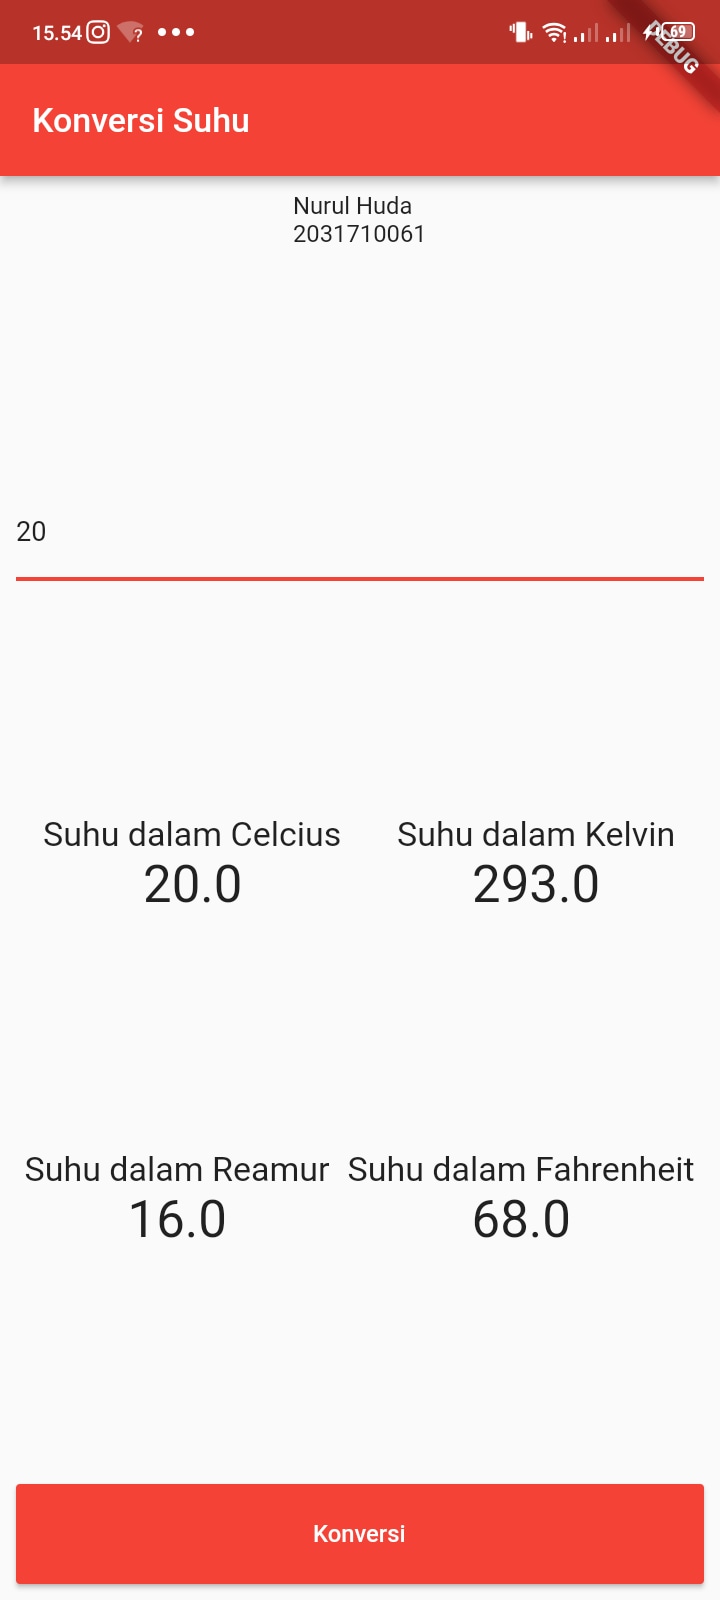 15.54 69
DEBUG
Konversi Suhu
Nurul Huda
2031710061
20
Suhu dalam Celcius Suhu dalam Kelvin
20.0 293.0
Suhu dalam Reamur Suhu dalam Fahrenheit
16.0 68.0
Konversi